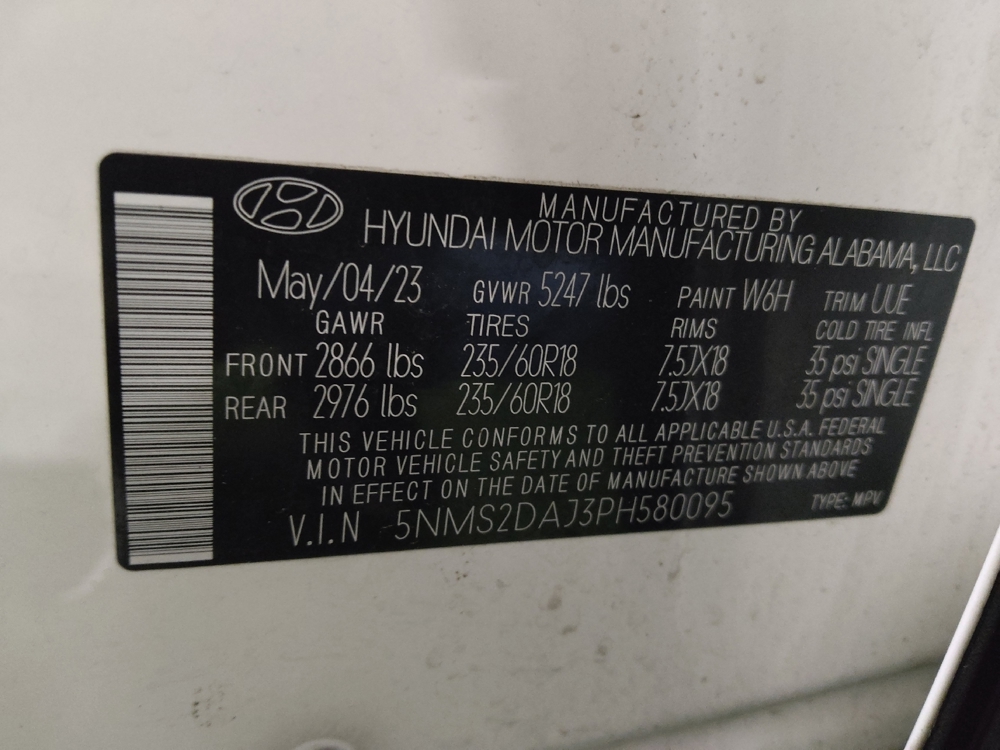 MANUFACTURED BY
HYUNDAI MOTOR MANUFACTURING ALABAMA, LLC
May/04/23 GVWR 5247 lbs PAINT W6H TRIM UUE
GAWR TIRES RIMS COLD TIRE INFL
FRONT 2866 lbs 235/60R18 7.5JX18 35 psi SINGLE
REAR 2976 lbs 235/60R18 7.5JX18 35 psi SINGLE
THIS VEHICLE CONFORMS TO ALL APPLICABLE U.S.A. FEDERAL
MOTOR VEHICLE SAFETY AND THEFT PREVENTION STANDARDS
IN EFFECT ON THE DATE OF MANUFACTURE SHOWN ABOVE
V.I.N 5NMS2DAJ3PH580095 TYPE: MPV